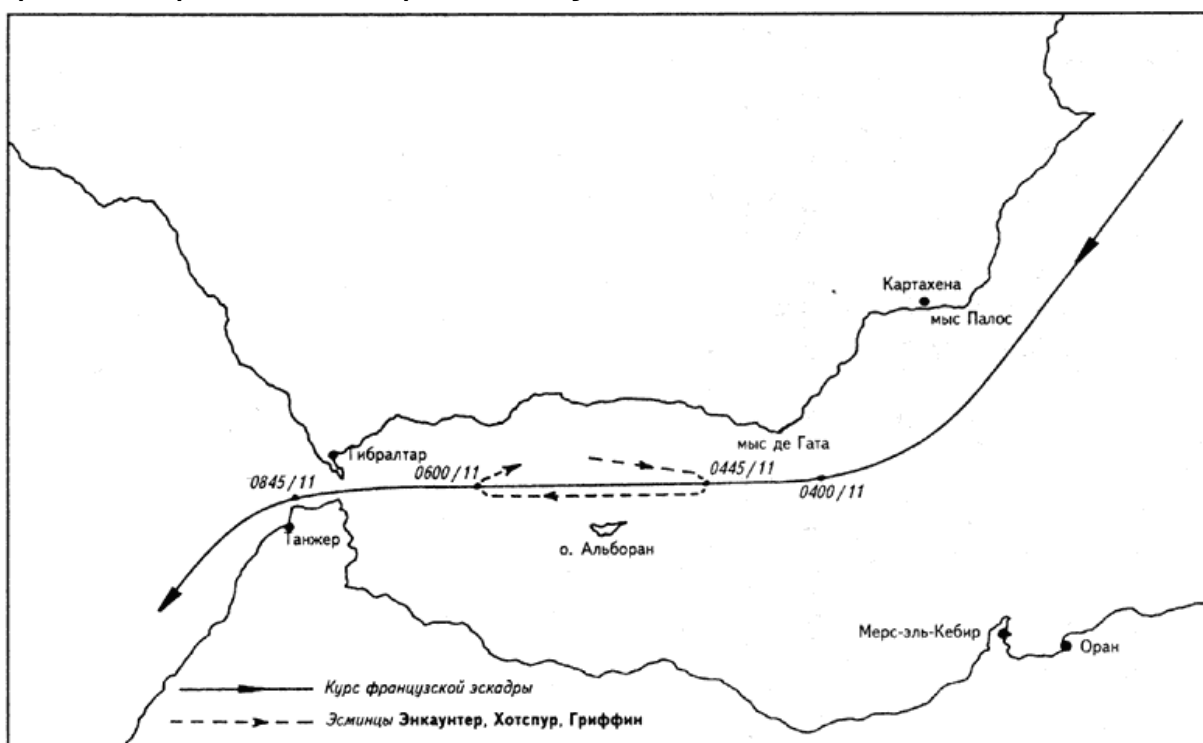 Картахена
мыс Палос
мыс де Гата
Гибралтар
0845/11
0600/11
0445/11
0400/11
Танжер
о. Альборан
Мерс-эль-Кебир
Оран
Курс французской эскадры
Эсминцы Энкаунтер, Хотспур, Гриффин